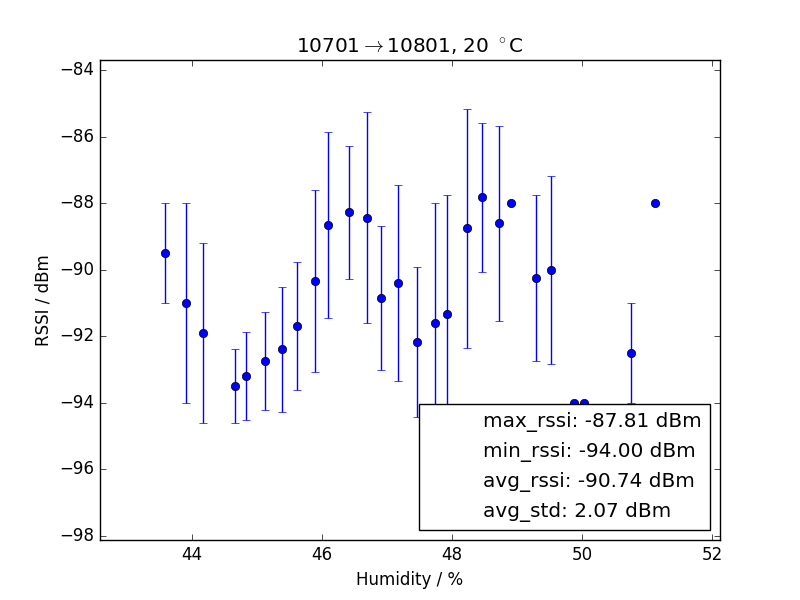 10701→10801, 20 °C
−84
−86
−88
−90
−92
−94
−96
−98
RSSI / dBm
max_rssi: -87.81 dBm
min_rssi: -94.00 dBm
avg_rssi: -90.74 dBm
avg_std: 2.07 dBm
44 46 48 50 52
Humidity / %